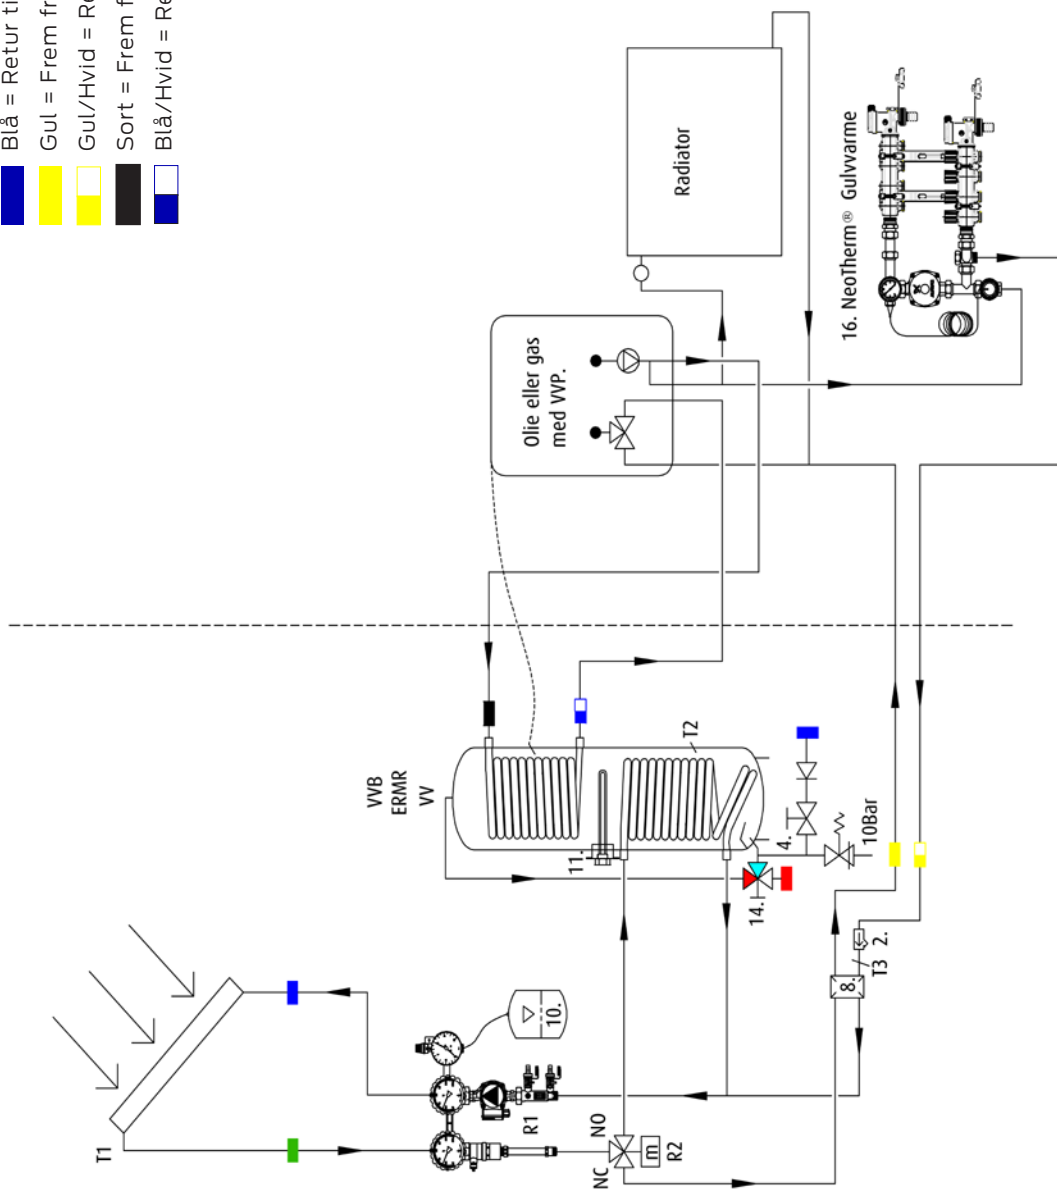 Blå = Retur ti
Gul = Frem fr
Gul/Hvid = Re
Sort = Frem f
Blå/Hvid = Re
Radiator
16. NeoTherm® Gulvvarme
Olie eller gas
med VVP.
VVB
ERMR
VV
T2
11.
4.
10Bar
14.
2.
T3
8.
10.
T1
R1
NO
NC
m
R2